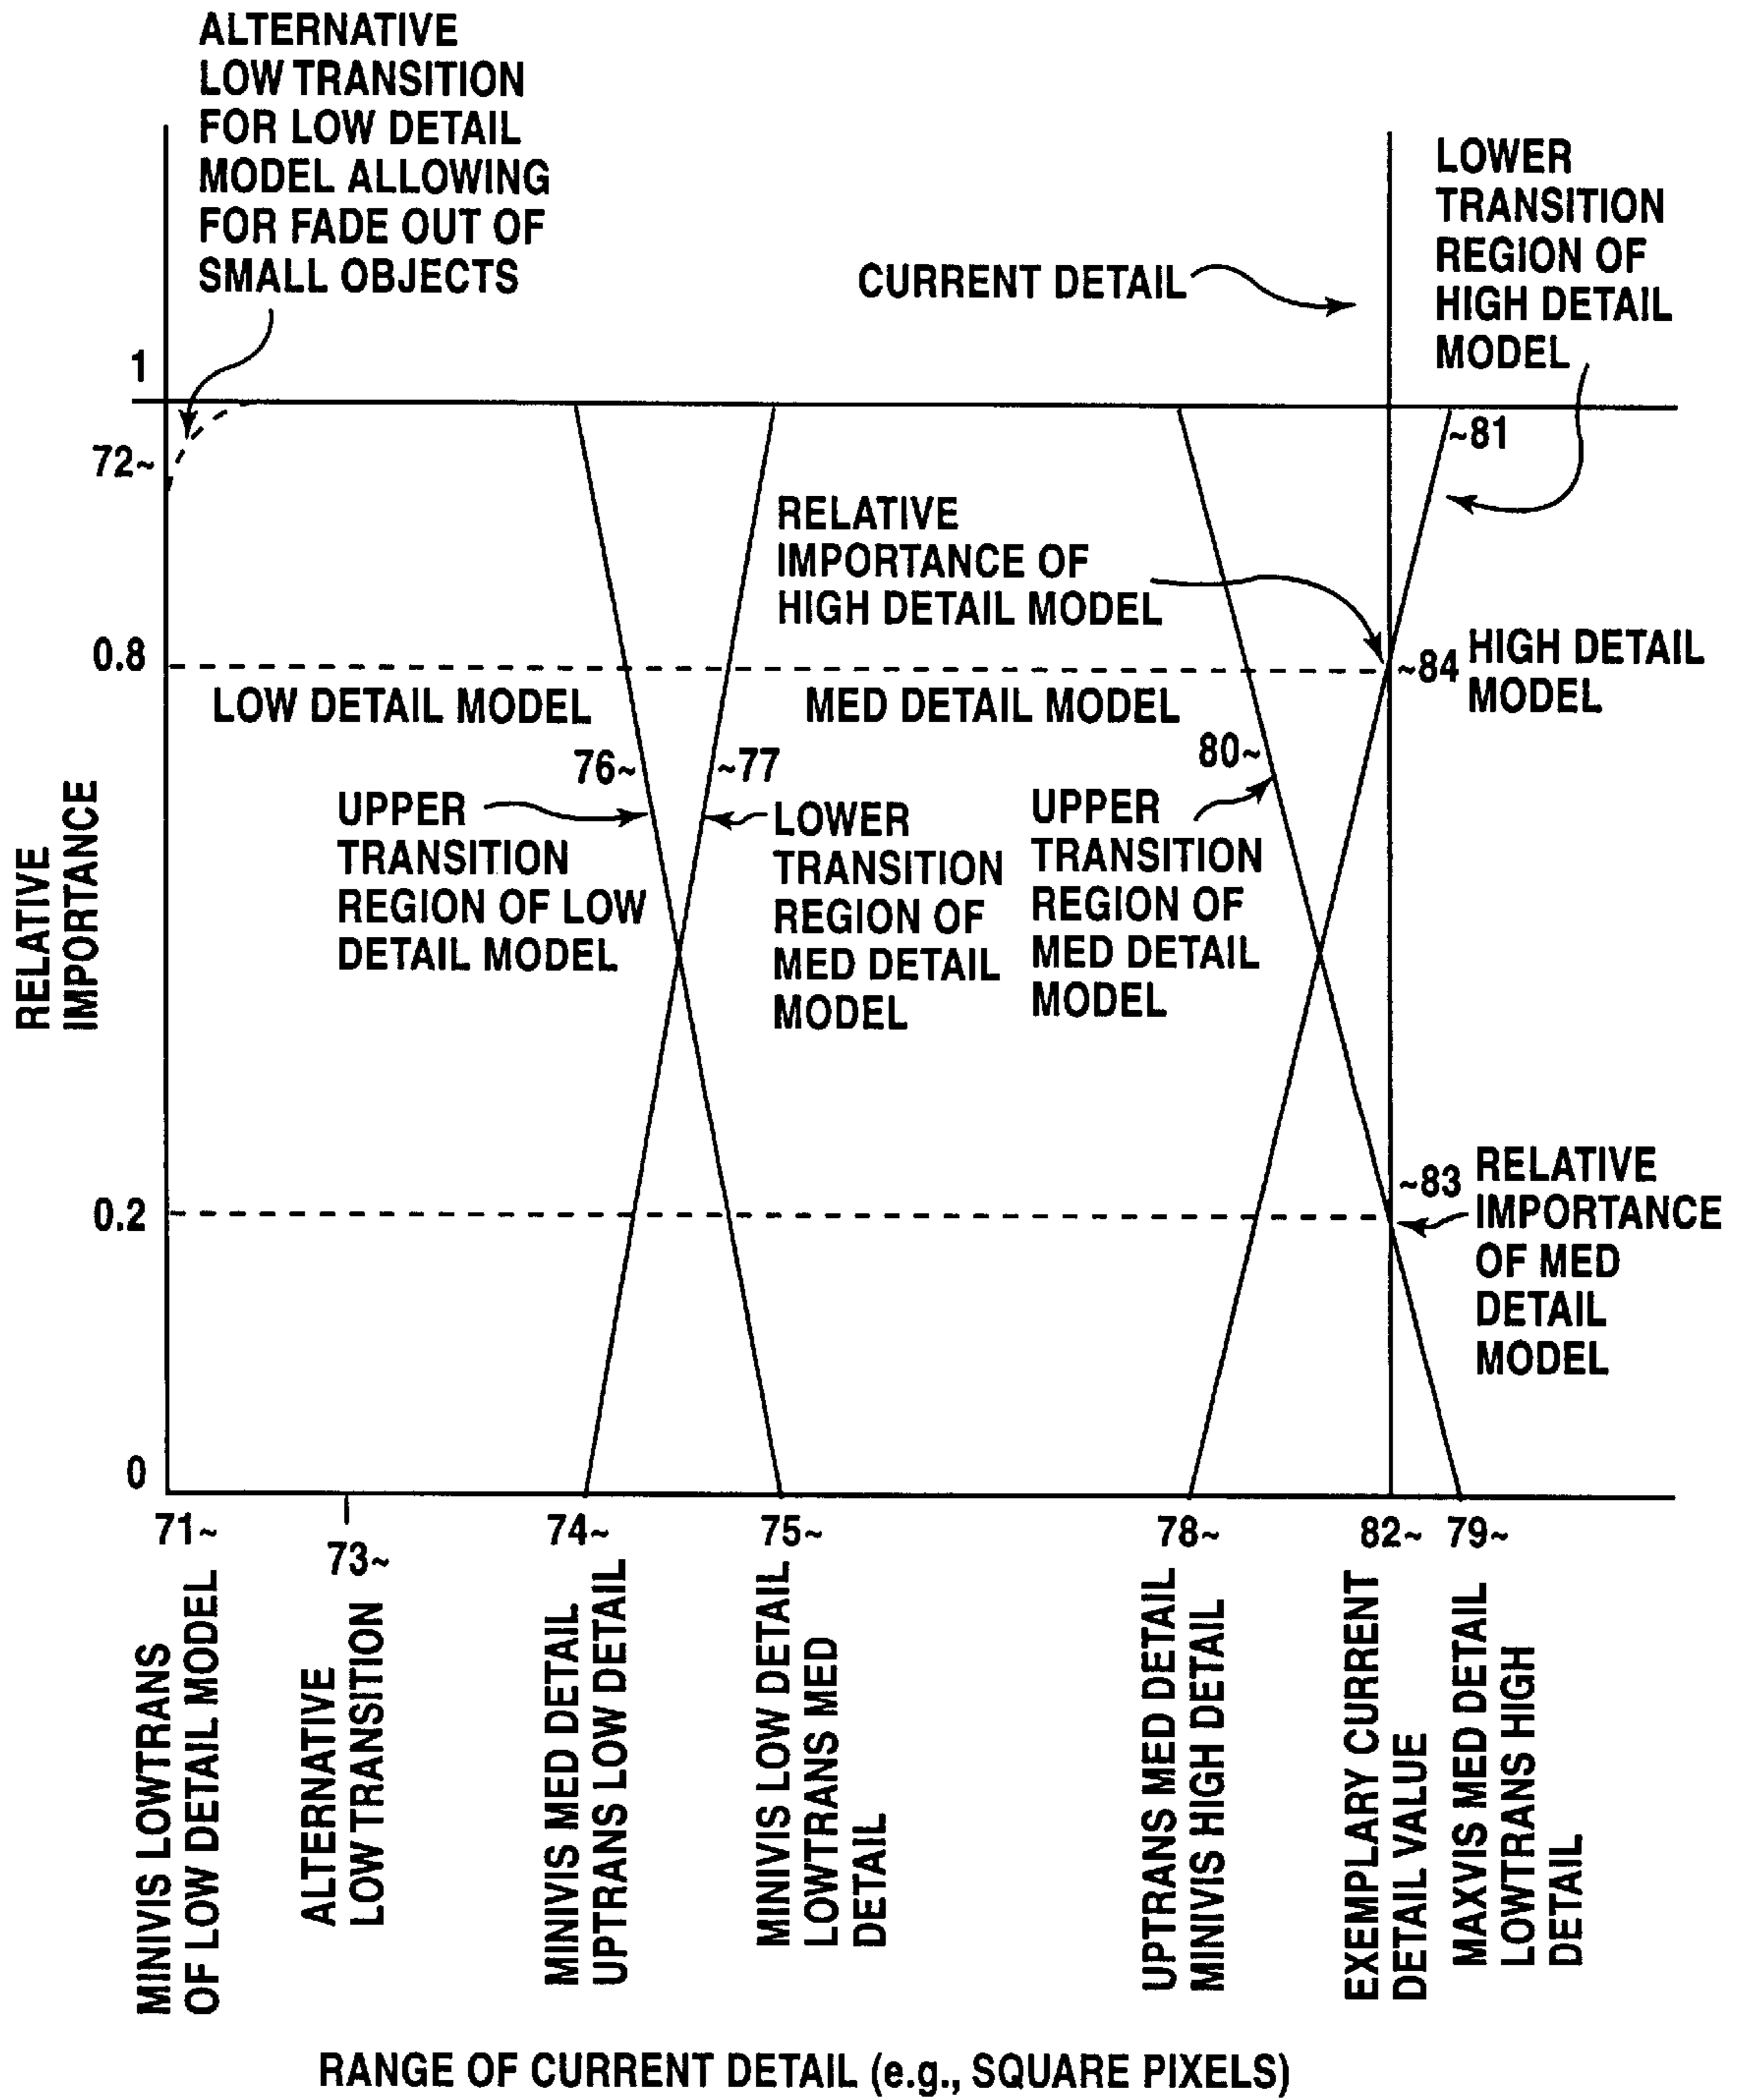 ALTERNATIVE
LOW TRANSITION
FOR LOW DETAIL
MODEL ALLOWING
FOR FADE OUT OF
SMALL OBJECTS
CURRENT DETAIL
LOWER
TRANSITION
REGION OF
HIGH DETAIL
MODEL
1
72~
~81
RELATIVE
IMPORTANCE OF
HIGH DETAIL MODEL
0.8
~84
HIGH DETAIL
MODEL
LOW DETAIL MODEL
MED DETAIL MODEL
76~
~77
80~
UPPER
TRANSITION
REGION OF LOW
DETAIL MODEL
LOWER
TRANSITION
REGION OF
MED DETAIL
MODEL
UPPER
TRANSITION
REGION OF
MED DETAIL
MODEL
RELATIVE
IMPORTANCE
0.2
~83
RELATIVE
IMPORTANCE
OF MED
DETAIL
MODEL
0
71~
73~
74~
75~
78~
82~
79~
MINIVIS LOWTRANS
OF LOW DETAIL MODEL
ALTERNATIVE
LOW TRANSITION
MINIVIS MED DETAIL
UPTRANS LOW DETAIL
MINIVIS LOW DETAIL
LOWTRANS MED
DETAIL
UPTRANS MED DETAIL
MINIVIS HIGH DETAIL
EXEMPLARY CURRENT
DETAIL VALUE
MAXVIS MED DETAIL
LOWTRANS HIGH
DETAIL
RANGE OF CURRENT DETAIL (e.g., SQUARE PIXELS)